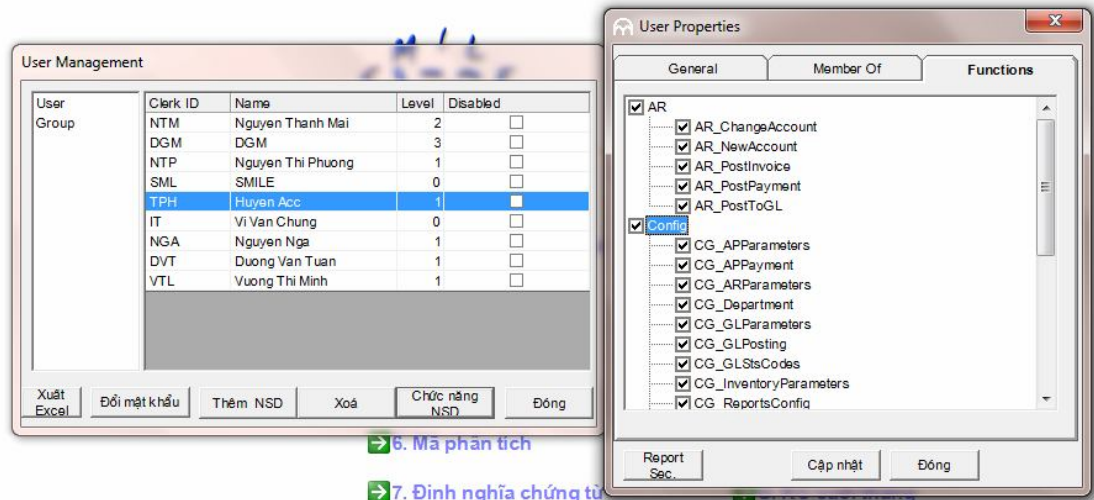 User Management
User
Group
Clerk ID Name Level Disabled
NTM Nguyen Thanh Mai 2
DGM DGM 3
NTP Nguyen Thi Phuong 1
SML SMILE 0
TPH Huyen Acc 1
IT Vi Van Chung 0
NGA Nguyen Nga 1
DVT Duong Van Tuan 1
VTL Vuong Thi Minh 1
Xuất Excel
Đổi mật khẩu
Thêm NSD
Xoá
Chức năng NSD
Đóng
6. Mã phân tích
7. Định nghĩa chứng từ
User Properties
General Member Of Functions
AR
AR_ChangeAccount
AR_NewAccount
AR_PostInvoice
AR_PostPayment
AR_PostToGL
Config
CG_APParameters
CG_APPayment
CG_ARParameters
CG_Department
CG_GLParameters
CG_GLPosting
CG_GLStsCodes
CG_InventoryParameters
CG_ReportsConfig
Report Sec.
Cập nhật
Đóng